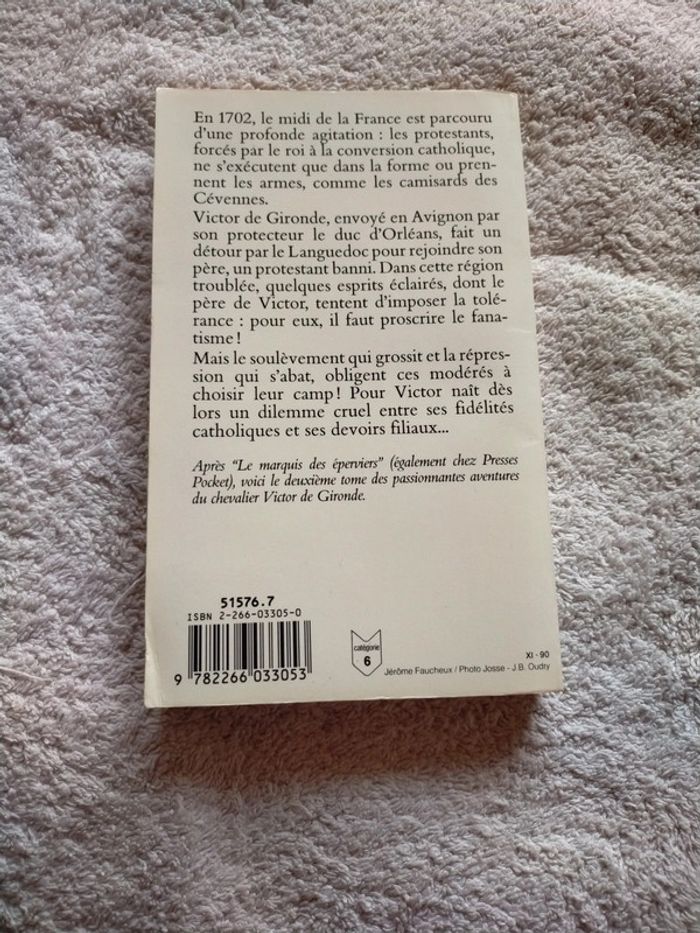 En 1702, le midi de la France est parcouru
d'une profonde agitation : les protestants,
forcés par le roi à la conversion catholique,
ne s'exécutent que dans la forme ou pren-
nent les armes, comme les camisards des
Cévennes.
Victor de Gironde, envoyé en Avignon par
son protecteur le duc d'Orléans, fait un
détour par le Languedoc pour rejoindre son
père, un protestant banni. Dans cette région
troublée, quelques esprits éclairés, dont le
père de Victor, tentent d'imposer la tolé-
rance : pour eux, il faut proscrire le fana-
tisme !
Mais le soulèvement qui grossit et la répres-
sion qui s'abat, obligent ces modérés à
choisir leur camp ! Pour Victor naît dès
lors un dilemme cruel entre ses fidélités
catholiques et ses devoirs filiaux...
Après "Le marquis des éperviers" (également chez Presses
Pocket), voici le deuxième tome des passionnantes aventures
du chevalier Victor de Gironde.
51576.7
ISBN 2-266-03305-0
9 782266 033053
catégorie
6
XI - 90
Jérôme Faucheux / Photo Josse - J.B. Oudry